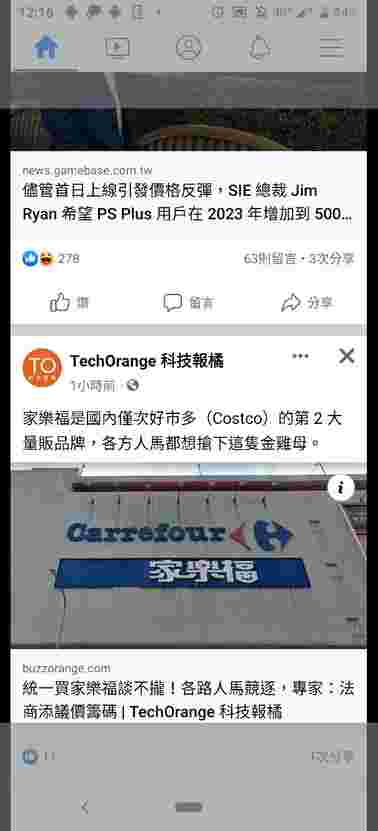 12:16
news.gamebase.com.tw
儘管首日上線引發價格反彈，SIE 總裁 Jim
Ryan 希望 PS Plus 用戶在 2023 年增加到 500...
278
63則留言・3次分享
讚
留言
分享
TO
TechOrange 科技報橘
1小時前
家樂福是國內僅次好市多（Costco）的第 2 大
量販品牌，各方人馬都想搶下這隻金雞母。
Carrefour
家樂福
buzzorange.com
統一買家樂福談不攏！各路人馬競逐，專家：法
商添議價籌碼 | TechOrange 科技報橘
11
1次分享